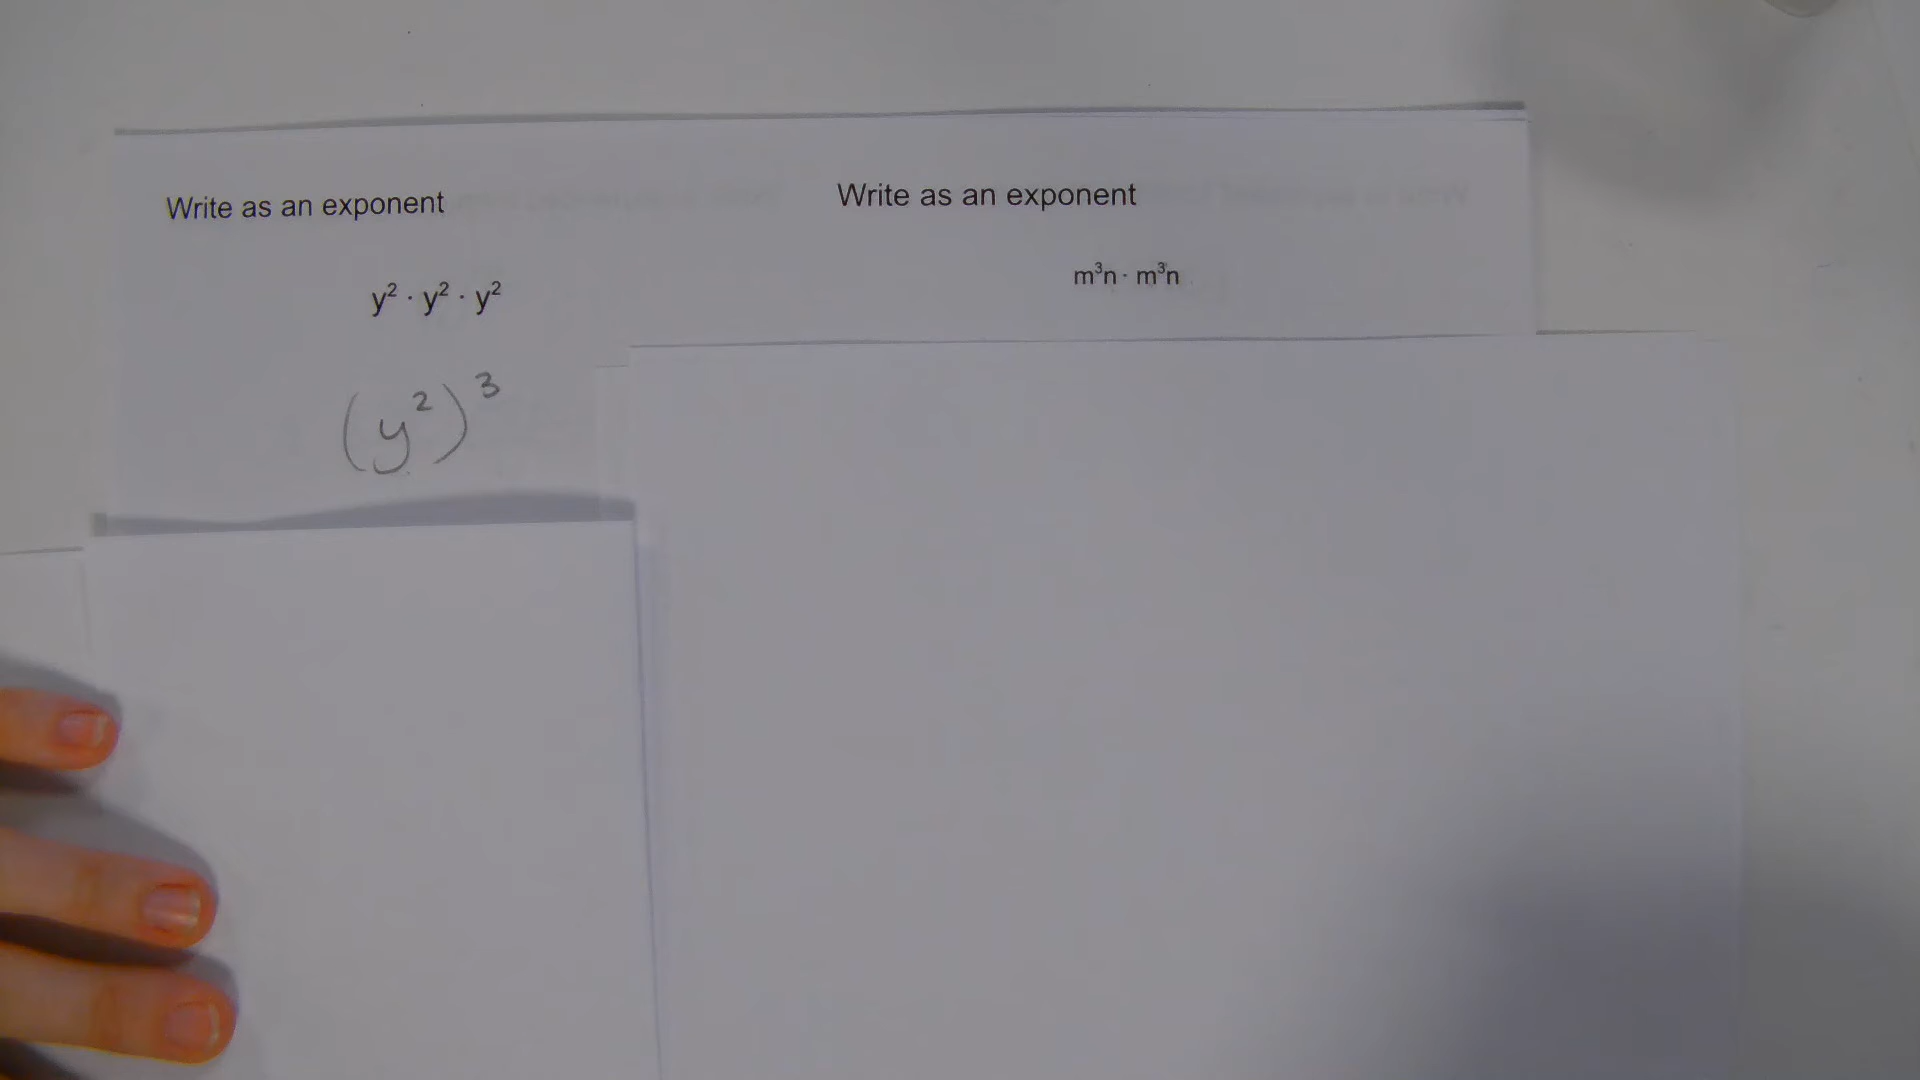 Write as an exponent
y² · y² · y²
(y²)³
Write as an exponent
m³n · m³n